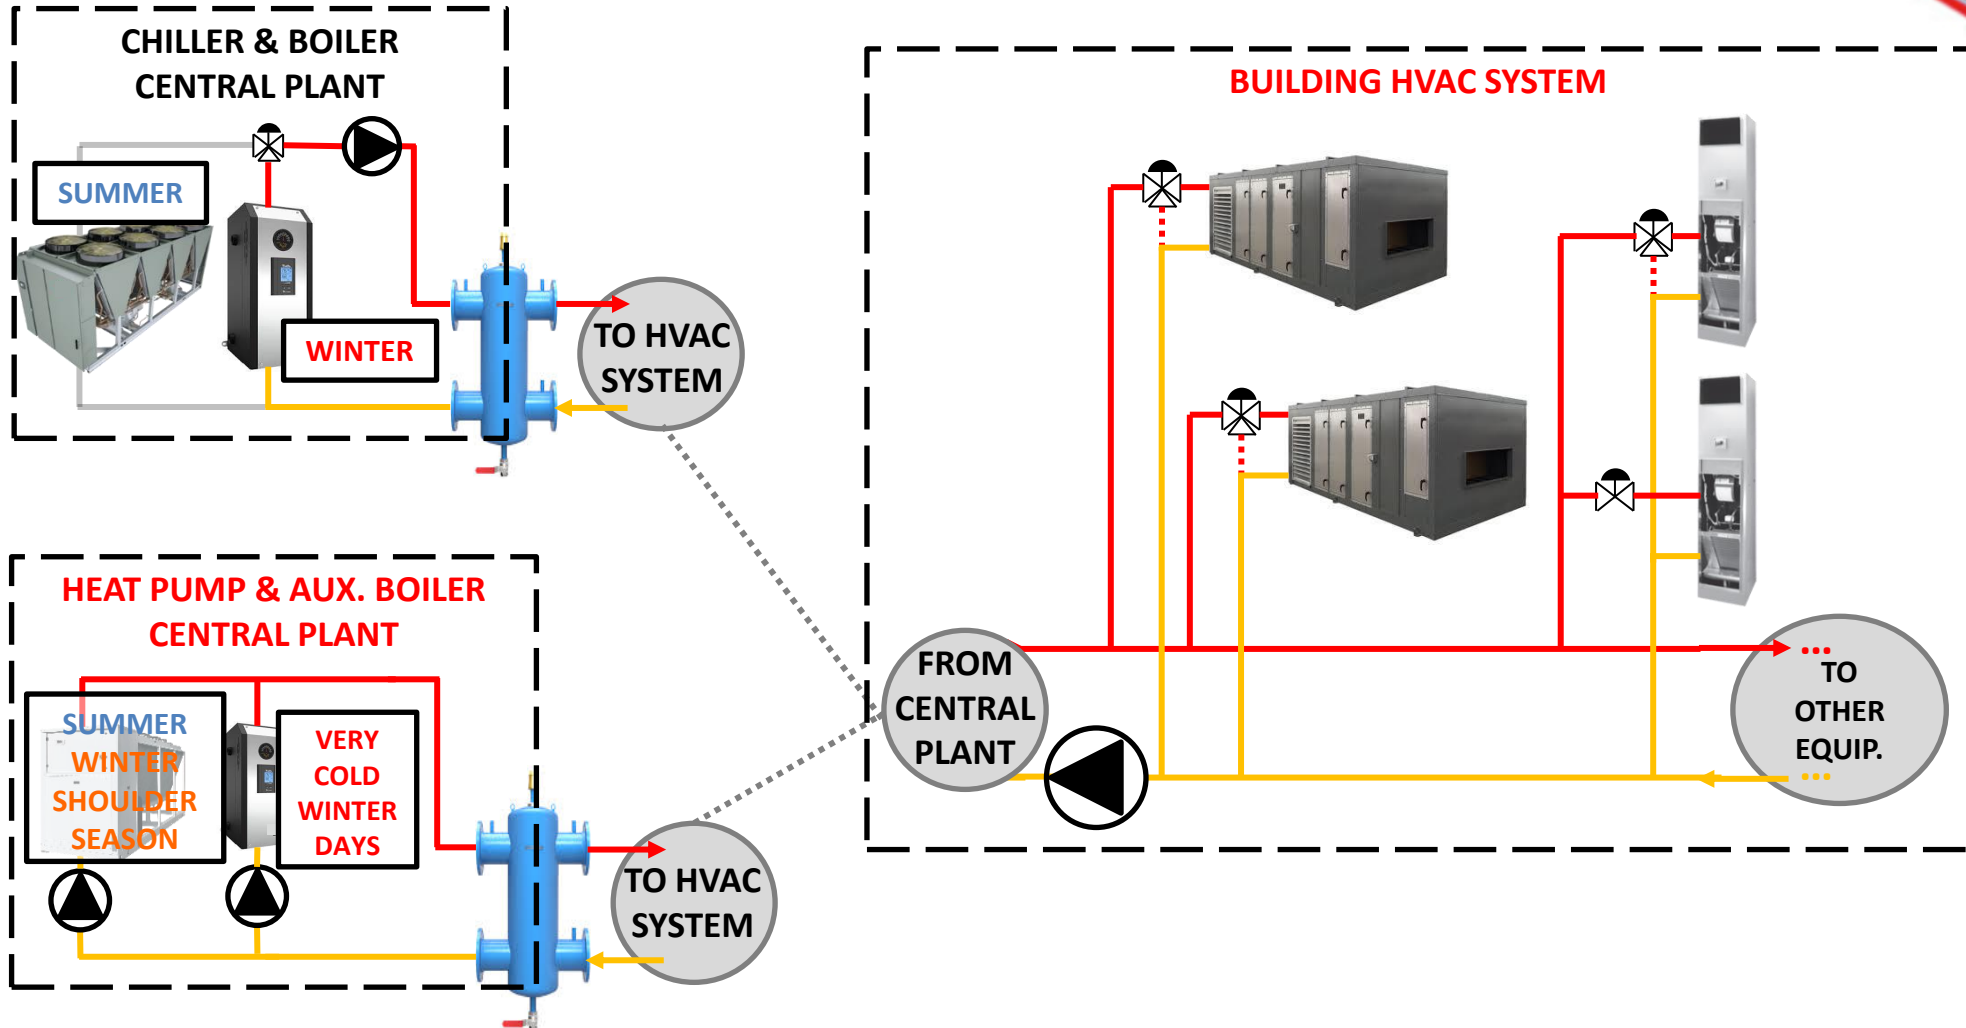 CHILLER & BOILER
CENTRAL PLANT
SUMMER
WINTER
TO HVAC
SYSTEM
HEAT PUMP & AUX. BOILER
CENTRAL PLANT
SUMMER
WINTER
SHOULDER
SEASON
VERY
COLD
WINTER
DAYS
TO HVAC
SYSTEM
BUILDING HVAC SYSTEM
FROM
CENTRAL
PLANT
...
TO
OTHER
EQUIP.
...